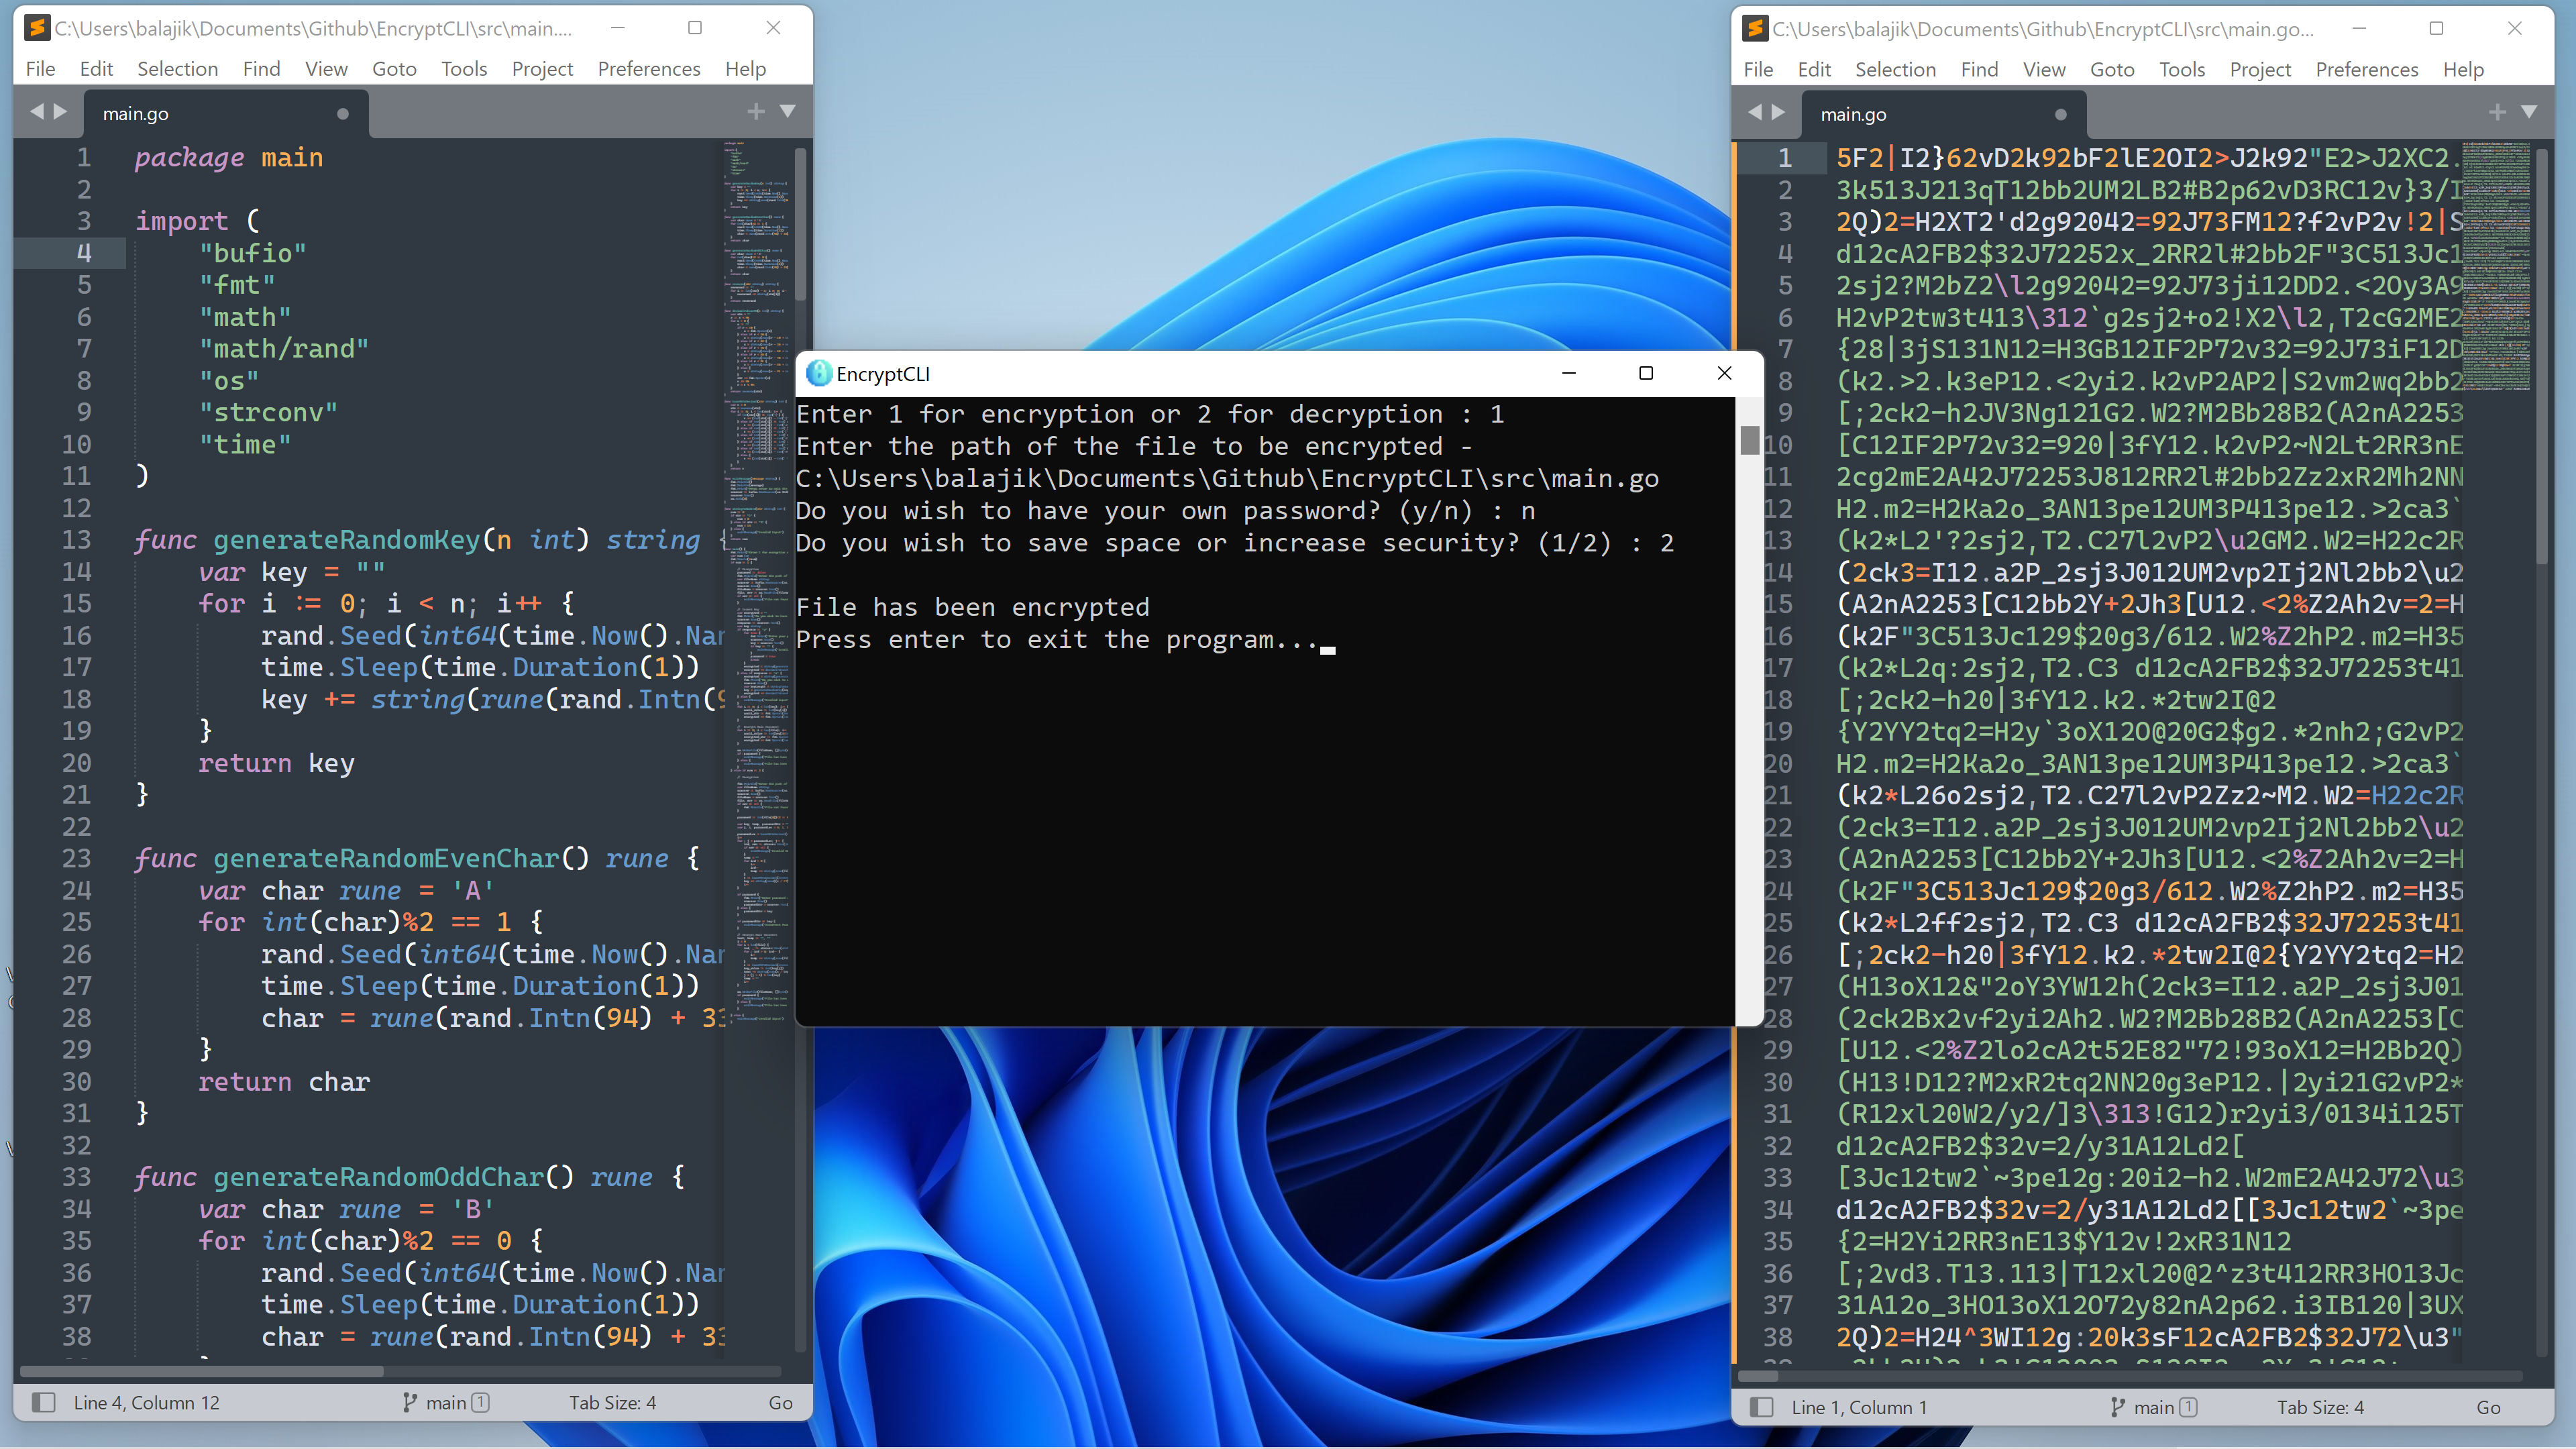 C:\Users\balajik\Documents\Github\EncryptCLI\src\main....
File Edit Selection Find View Goto Tools Project Preferences Help
main.go
1 package main
2
3 import (
4 "bufio"
5 "fmt"
6 "math"
7 "math/rand"
8 "os"
9 "strconv"
10 "time"
11 )
12
13 func generateRandomKey(n int) string {
14 var key = ""
15 for i := 0; i < n; i++ {
16 rand.Seed(int64(time.Now().Nan
17 time.Sleep(time.Duration(1))
18 key += string(rune(rand.Intn(9
19 }
20 return key
21 }
22
23 func generateRandomEvenChar() rune {
24 var char rune = 'A'
25 for int(char)%2 == 1 {
26 rand.Seed(int64(time.Now().Nan
27 time.Sleep(time.Duration(1))
28 char = rune(rand.Intn(94) + 33
29 }
30 return char
31 }
32
33 func generateRandomOddChar() rune {
34 var char rune = 'B'
35 for int(char)%2 == 0 {
36 rand.Seed(int64(time.Now().Nan
37 time.Sleep(time.Duration(1))
38 char = rune(rand.Intn(94) + 33
Line 4, Column 12 main 1 Tab Size: 4 Go
EncryptCLI
Enter 1 for encryption or 2 for decryption : 1
Enter the path of the file to be encrypted -
C:\Users\balajik\Documents\Github\EncryptCLI\src\main.go
Do you wish to have your own password? (y/n) : n
Do you wish to save space or increase security? (1/2) : 2
File has been encrypted
Press enter to exit the program...
C:\Users\balajik\Documents\Github\EncryptCLI\src\main.go...
File Edit Selection Find View Goto Tools Project Preferences Help
main.go
1 5F2|I2}62vD2k92bF2lE2OI2>J2k92"E2>J2XC2.
2 3k513J213qT12bb2UM2LB2#B2p62vD3RC12v}3/I
3 2Q)2=H2XT2'd2g92042=92J73FM12?f2vP2v!2|S
4 d12cA2FB2$32J72252x_2RR2l#2bb2F"3C513Jc1
5 2sj2?M2bZ2\l2g92042=92J73ji12DD2.<2Oy3A9
6 H2vP2tw3t413\312`g2sj2+o2!X2\l2,T2cG2ME2
7 {28|3jS131N12=H3GB12IF2P72v32=92J73iF12D
8 (k2.>2.k3eP12.<2yi2.k2vP2AP2|S2vm2wq2bb2
9 [;2ck2-h2JV3Ng121G2.W2?M2Bb28B2(A2nA2253
10 [C12IF2P72v32=920|3fY12.k2vP2~N2Lt2RR3nE
11 2cg2mE2A42J72253J812RR2l#2bb2Zz2xR2Mh2NN
12 H2.m2=H2Ka2o_3AN13pe12UM3P413pe12.>2ca3`
13 (k2*L2'?2sj2,T2.C27l2vP2\u2GM2.W2=H22c2R
14 (2ck3=I12.a2P_2sj3J012UM2vp2Ij2Nl2bb2\u2
15 (A2nA2253[C12bb2Y+2Jh3[U12.<2%Z2Ah2v=2=H
16 (k2F"3C513Jc129$20g3/612.W2%Z2hP2.m2=H35
17 (k2*L2q:2sj2,T2.C3 d12cA2FB2$32J72253t41
18 [;2ck2-h20|3fY12.k2.*2tw2I@2
19 {Y2YY2tq2=H2y`3oX12O@20G2$g2.*2nh2;G2vP2
20 H2.m2=H2Ka2o_3AN13pe12UM3P413pe12.>2ca3`
21 (k2*L26o2sj2,T2.C27l2vP2Zz2~M2.W2=H22c2R
22 (2ck3=I12.a2P_2sj3J012UM2vp2Ij2Nl2bb2\u2
23 (A2nA2253[C12bb2Y+2Jh3[U12.<2%Z2Ah2v=2=H
24 (k2F"3C513Jc129$20g3/612.W2%Z2hP2.m2=H35
25 (k2*L2ff2sj2,T2.C3 d12cA2FB2$32J72253t41
26 [;2ck2-h20|3fY12.k2.*2tw2I@2{Y2YY2tq2=H2
27 (H13oX12&"2oY3YW12h(2ck3=I12.a2P_2sj3J01
28 (2ck2Bx2vf2yi2Ah2.W2?M2Bb28B2(A2nA2253[C
29 [U12.<2%Z2lo2cA2t52E82"72!93oX12=H2Bb2Q)
30 (H13!D12?M2xR2tq2NN20g3eP12.|2yi21G2vP2*
31 (R12xl20W2/y2/]3\313!G12)r2yi3/0134i125T
32 d12cA2FB2$32v=2/y31A12Ld2[
33 [3Jc12tw2`~3pe12g:20i2-h2.W2mE2A42J72\u3
34 d12cA2FB2$32v=2/y31A12Ld2[[3Jc12tw2`~3pe
35 {2=H2Yi2RR3nE13$Y12v!2xR31N12
36 [;2vd3.T13.113|T12xl20@2^z3t412RR3HO13Jc
37 31A12o_3HO13oX12O72y82nA2p62.i3IB120|3UX
38 2Q)2=H24^3WI12g:20k3sF12cA2FB2$32J72\u3"
Line 1, Column 1 main 1 Tab Size: 4 Go